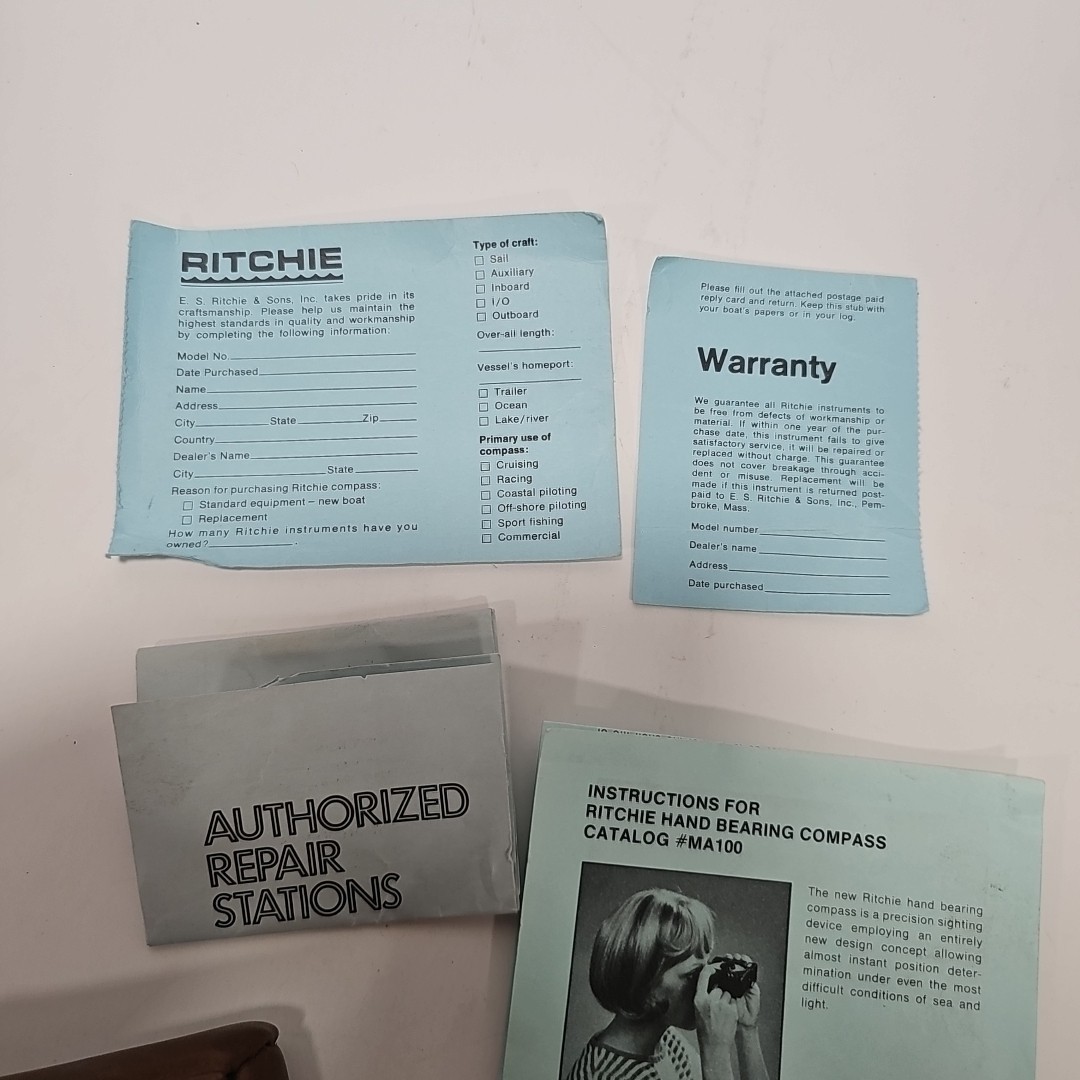 RITCHIE
E. S. Ritchie & Sons, Inc. takes pride in its
craftsmanship. Please help us maintain the
highest standards in quality and workmanship
by completing the following information:
Model No.
Date Purchased
Name
Address
City State Zip
Country
Dealer's Name
City State
Reason for purchasing Ritchie compass:
Standard equipment – new boat
Replacement
How many Ritchie instruments have you
owned? .
Type of craft:
Sail
Auxiliary
Inboard
I/O
Outboard
Over-all length:
Vessel's homeport:
Trailer
Ocean
Lake/river
Primary use of
compass:
Cruising
Racing
Coastal piloting
Off-shore piloting
Sport fishing
Commercial
Please fill out the attached postage paid
reply card and return. Keep this stub with
your boat's papers or in your log.
Warranty
We guarantee all Ritchie instruments to
be free from defects of workmanship or
material. If within one year of the pur-
chase date, this instrument fails to give
satisfactory service, it will be repaired or
replaced without charge. This guarantee
does not cover breakage through acci-
dent or misuse. Replacement will be
made if this instrument is returned post-
paid to E. S. Ritchie & Sons, Inc., Pem-
broke, Mass.
Model number
Dealer's name
Address
Date purchased
AUTHORIZED
REPAIR
STATIONS
INSTRUCTIONS FOR
RITCHIE HAND BEARING COMPASS
CATALOG #MA100
The new Ritchie hand bearing
compass is a precision sighting
device employing an entirely
new design concept allowing
almost instant position deter-
mination under even the most
difficult conditions of sea and
light.